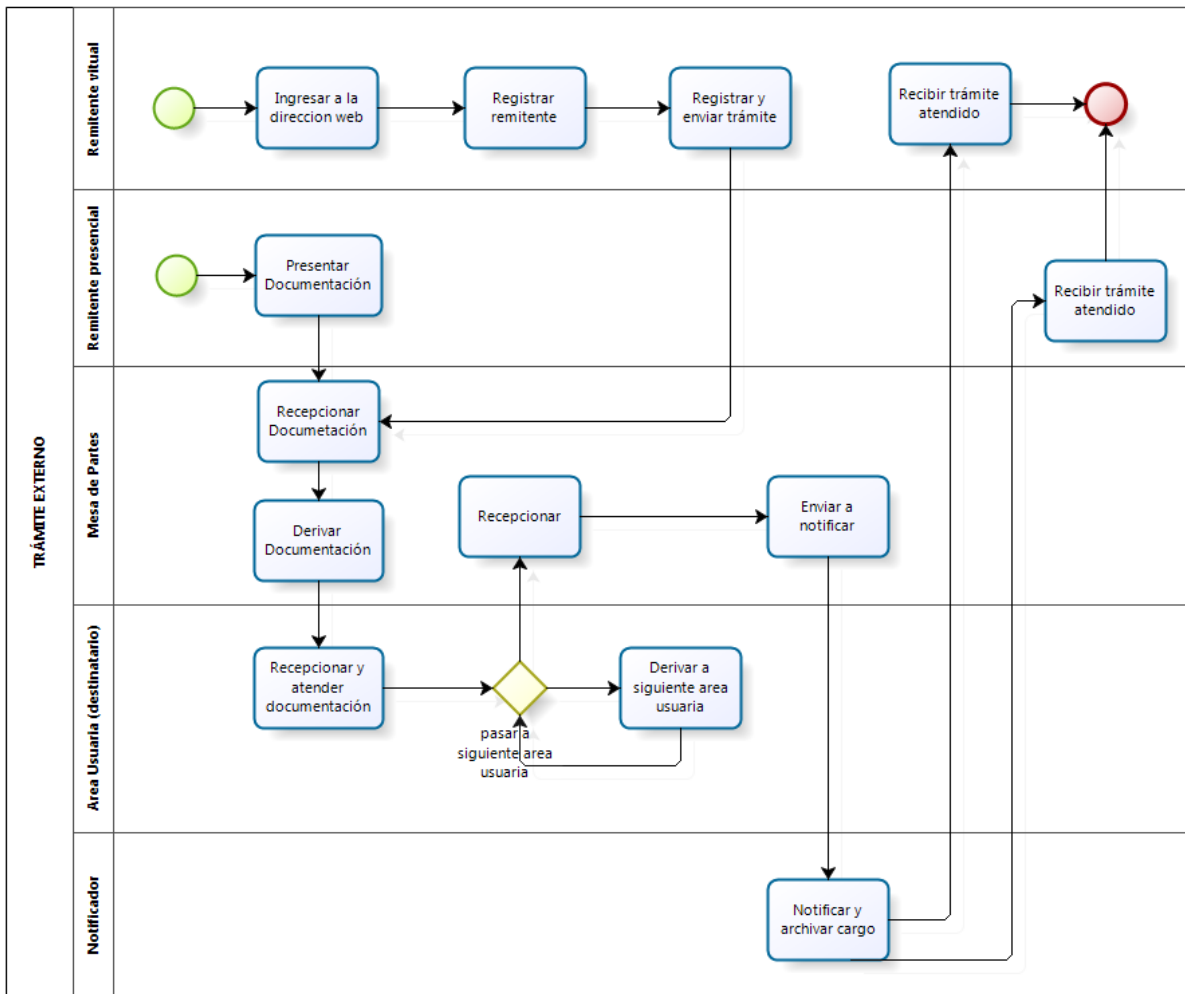 TRÁMITE EXTERNO
Remitente vitual
Ingresar a la
direccion web
Registrar
remitente
Registrar y
enviar trámite
Recibir trámite
atendido
Remitente presencial
Presentar
Documentación
Recibir trámite
atendido
Mesa de Partes
Recepcionar
Documetación
Derivar
Documentación
Recepcionar
Enviar a
notificar
Area Usuaria (destinatario)
Recepcionar y
atender
documentación
pasar a
siguiente area
usuaria
Derivar a
siguiente area
usuaria
Notificador
Notificar y
archivar cargo